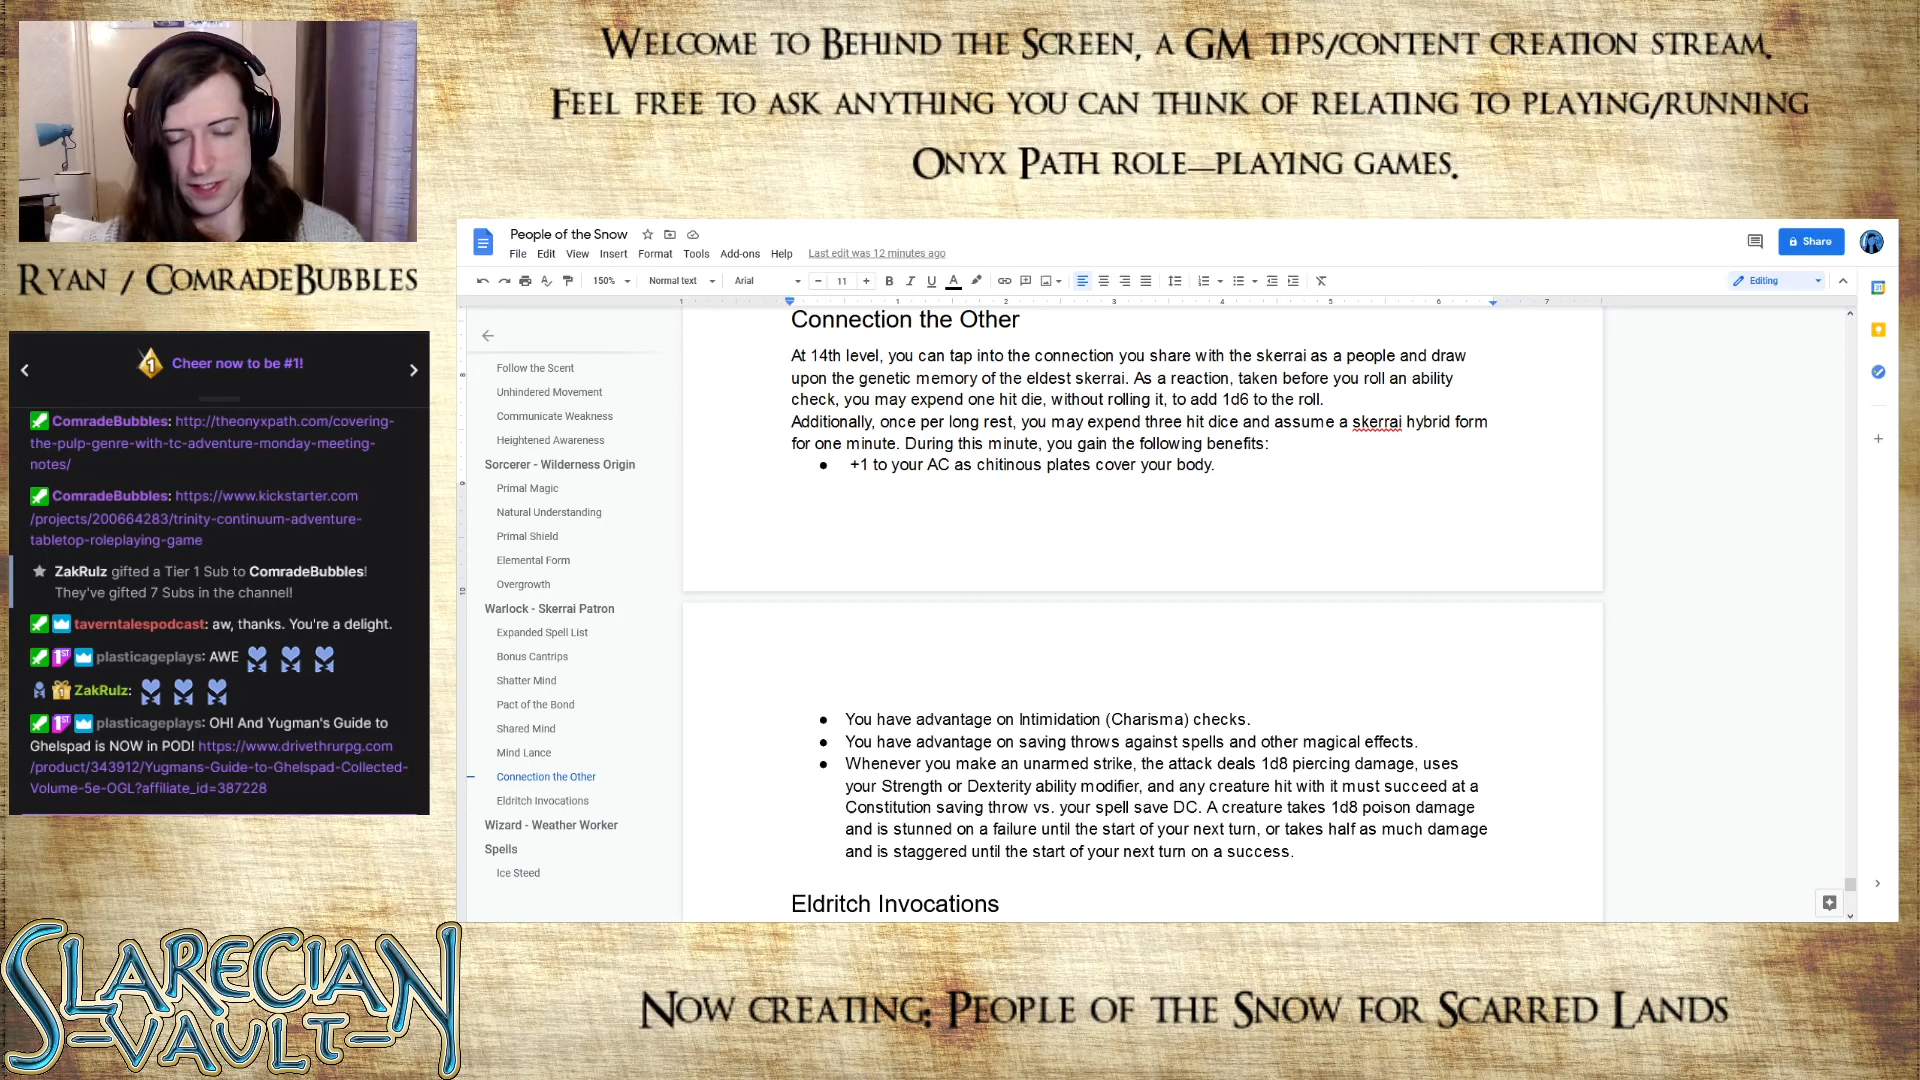 WELCOME TO BEHIND THE SCREEN, A GM TIPS/CONTENT CREATION STREAM.
FEEL FREE TO ASK ANYTHING YOU CAN THINK OF RELATING TO PLAYING/RUNNING
ONYX PATH ROLE—PLAYING GAMES.
RYAN / COMRADEBUBBLES
Cheer now to be #1!
ComradeBubbles: http://theonyxpath.com/covering-
the-pulp-genre-with-tc-adventure-monday-meeting-
notes/
ComradeBubbles: https://www.kickstarter.com
/projects/200664283/trinity-continuum-adventure-
tabletop-roleplaying-game
ZakRulz gifted a Tier 1 Sub to ComradeBubbles!
They've gifted 7 Subs in the channel!
taverntalespodcast: aw, thanks. You're a delight.
plasticageplays: AWE
ZakRulz:
plasticageplays: OH! And Yugman's Guide to
Ghelspad is NOW in POD! https://www.drivethrurpg.com
/product/343912/Yugmans-Guide-to-Ghelspad-Collected-
Volume-5e-OGL?affiliate_id=387228
People of the Snow
File Edit View Insert Format Tools Add-ons Help Last edit was 12 minutes ago
Share
150% Normal text Arial 11 Editing
1 1 2 3 4 5 6 7
Follow the Scent
Unhindered Movement
Communicate Weakness
Heightened Awareness
Sorcerer - Wilderness Origin
Primal Magic
Natural Understanding
Primal Shield
Elemental Form
Overgrowth
Warlock - Skerrai Patron
Expanded Spell List
Bonus Cantrips
Shatter Mind
Pact of the Bond
Shared Mind
Mind Lance
Connection the Other
Eldritch Invocations
Wizard - Weather Worker
Spells
Ice Steed
Connection the Other
At 14th level, you can tap into the connection you share with the skerrai as a people and draw
upon the genetic memory of the eldest skerrai. As a reaction, taken before you roll an ability
check, you may expend one hit die, without rolling it, to add 1d6 to the roll.
Additionally, once per long rest, you may expend three hit dice and assume a skerrai hybrid form
for one minute. During this minute, you gain the following benefits:
● +1 to your AC as chitinous plates cover your body.
● You have advantage on Intimidation (Charisma) checks.
● You have advantage on saving throws against spells and other magical effects.
● Whenever you make an unarmed strike, the attack deals 1d8 piercing damage, uses
your Strength or Dexterity ability modifier, and any creature hit with it must succeed at a
Constitution saving throw vs. your spell save DC. A creature takes 1d8 poison damage
and is stunned on a failure until the start of your next turn, or takes half as much damage
and is staggered until the start of your next turn on a success.
Eldritch Invocations
SLARECIAN
VAULT
NOW CREATING: PEOPLE OF THE SNOW FOR SCARRED LANDS